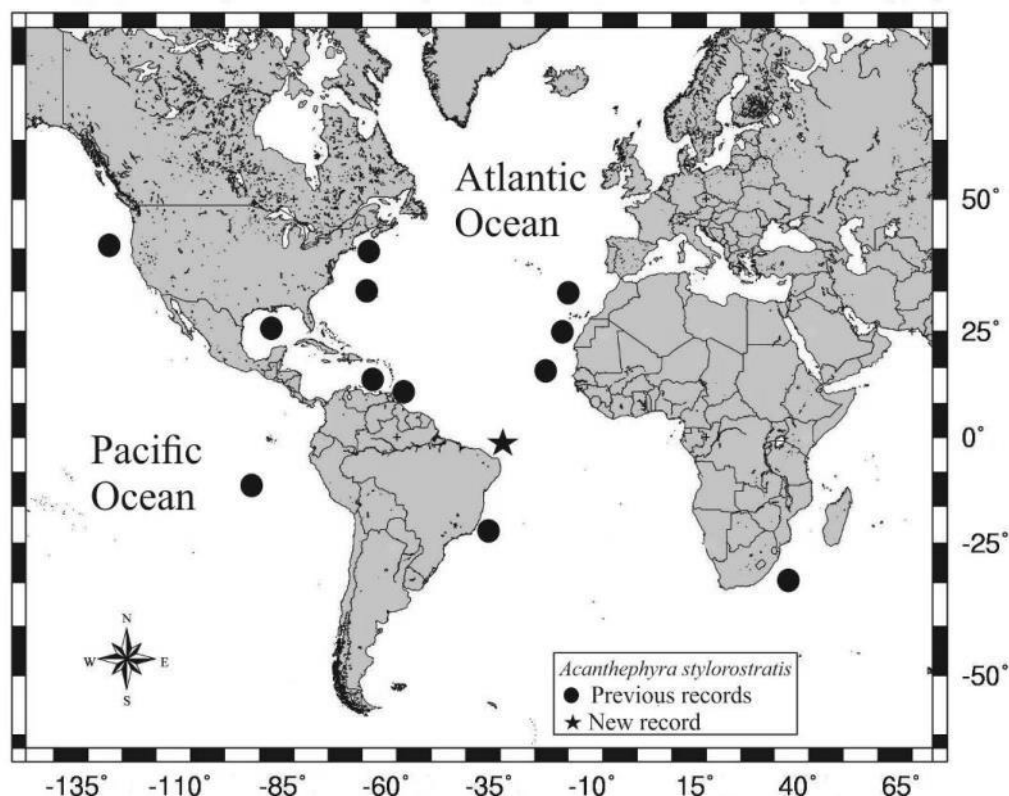 Atlantic
Ocean
50˚
25˚
Pacific
Ocean
0˚
-25˚
N
W E
S
-50˚
Acanthephyra stylorostratis
Previous records
New record
-135˚ -110˚ -85˚ -60˚ -35˚ -10˚ 15˚ 40˚ 65˚